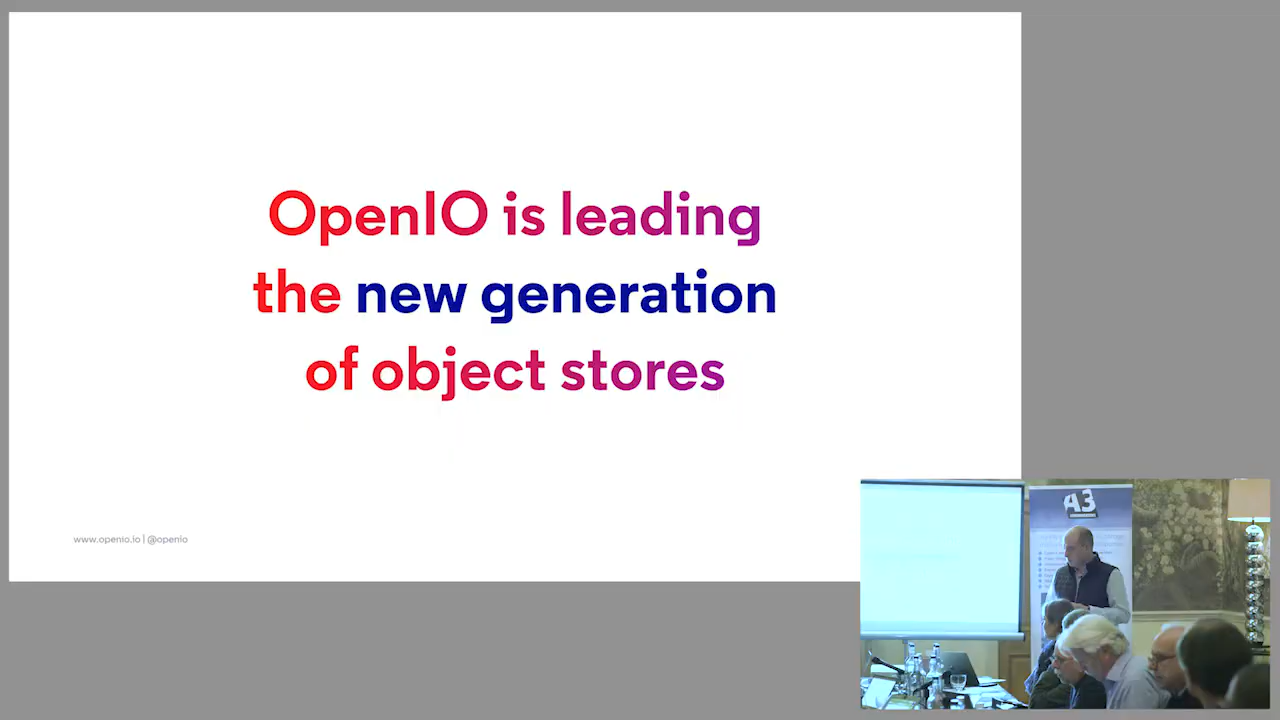 OpenIO is leading
the new generation
of object stores
www.openio.io | @openio
A3